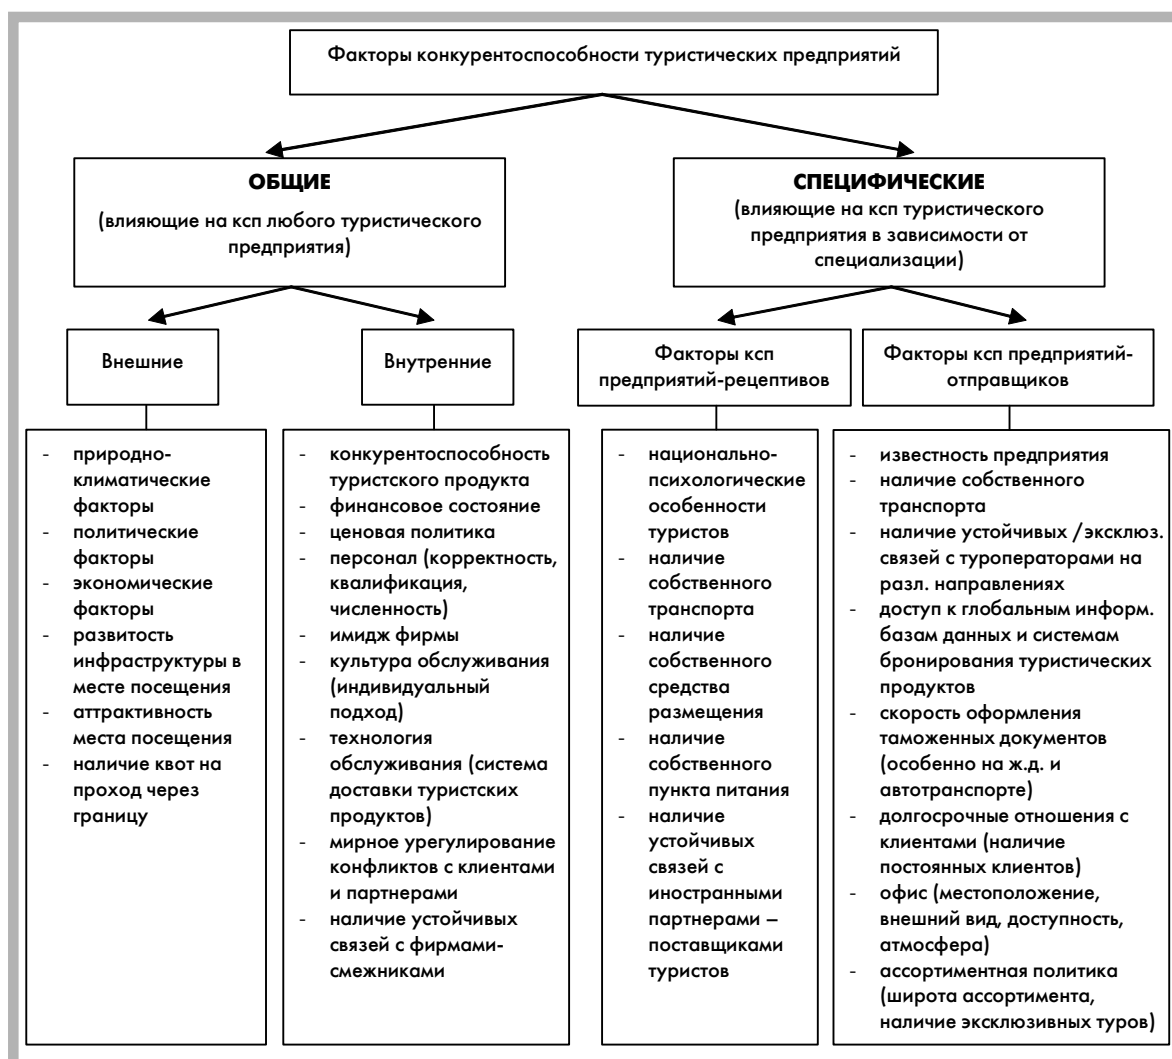 Факторы конкурентоспособности туристических предприятий
ОБЩИЕ
(влияющие на ксп любого туристического
предприятия)
СПЕЦИФИЧЕСКИЕ
(влияющие на ксп туристического
предприятия в зависимости от
специализации)
Внешние
Внутренние
Факторы ксп
предприятий-рецептивов
Факторы ксп предприятий-
отправщиков
- природно-
климатические
факторы
- политические
факторы
- экономические
факторы
- развитость
инфраструктуры в
месте посещения
- аттрактивность
места посещения
- наличие квот на
проход через
границу
- конкурентоспособность
туристского продукта
- финансовое состояние
- ценовая политика
- персонал (корректность,
квалификация,
численность)
- имидж фирмы
- культура обслуживания
(индивидуальный
подход)
- технология
обслуживания (система
доставки туристских
продуктов)
- мирное урегулирование
конфликтов с клиентами
и партнерами
- наличие устойчивых
связей с фирмами-
смежниками
- национально-
психологические
особенности
туристов
- наличие
собственного
транспорта
- наличие
собственного
средства
размещения
- наличие
собственного
пункта питания
- наличие
устойчивых
связей с
иностранными
партнерами –
поставщиками
туристов
- известность предприятия
- наличие собственного
транспорта
- наличие устойчивых /эксклюз.
связей с туроператорами на
разл. направлениях
- доступ к глобальным информ.
базам данных и системам
бронирования туристических
продуктов
- скорость оформления
таможенных документов
(особенно на ж.д. и
автотранспорте)
- долгосрочные отношения с
клиентами (наличие
постоянных клиентов)
- офис (местоположение,
внешний вид, доступность,
атмосфера)
- ассортиментная политика
(широта ассортимента,
наличие эксклюзивных туров)